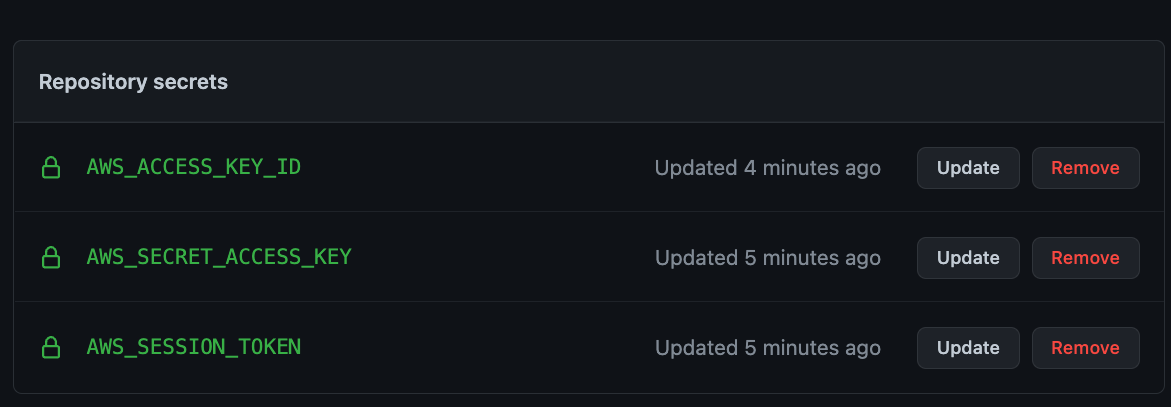 Repository secrets
AWS_ACCESS_KEY_ID Updated 4 minutes ago Update Remove
AWS_SECRET_ACCESS_KEY Updated 5 minutes ago Update Remove
AWS_SESSION_TOKEN Updated 5 minutes ago Update Remove